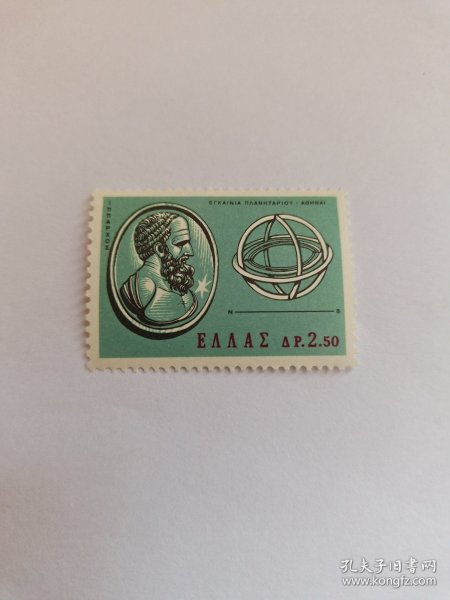 ΙΠΠΑΡΧΟΣ
ΕΓΚΑΙΝΙΑ ΠΛΑΝΗΤΑΡΙΟΥ - ΑΘΗΝΑΙ
N
ΕΛΛΑΣ ΔΡ.2.50
孔夫子旧书网
www.kongfz.com